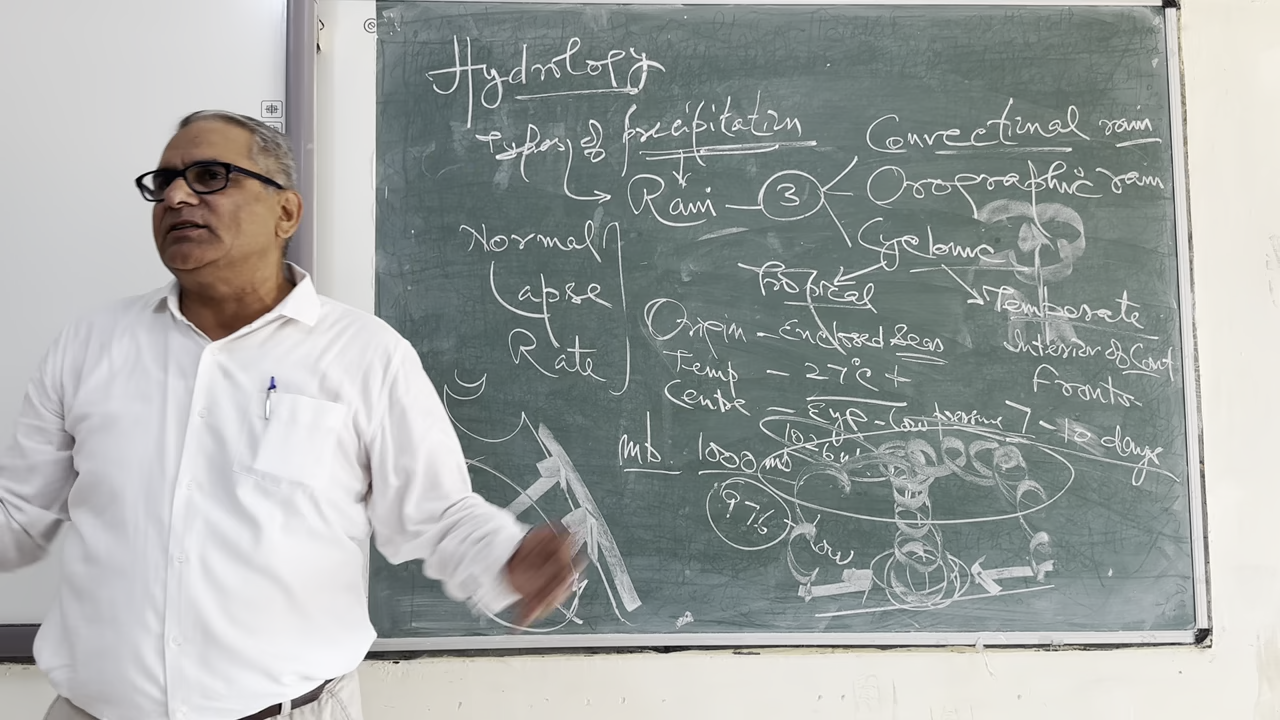 Hydrology
Types of precipitation
Rain - 3
Convectional rain
Orographic rain
Cyclonic
Normal
Lapse
Rate
Tropical
Origin - Enclosed Seas
Temp - 27°C +
Centre - Eye - low pressure 7 - 10 days
Temperate
Interior of Cont
Fronts
mb 1000 mb
976
low